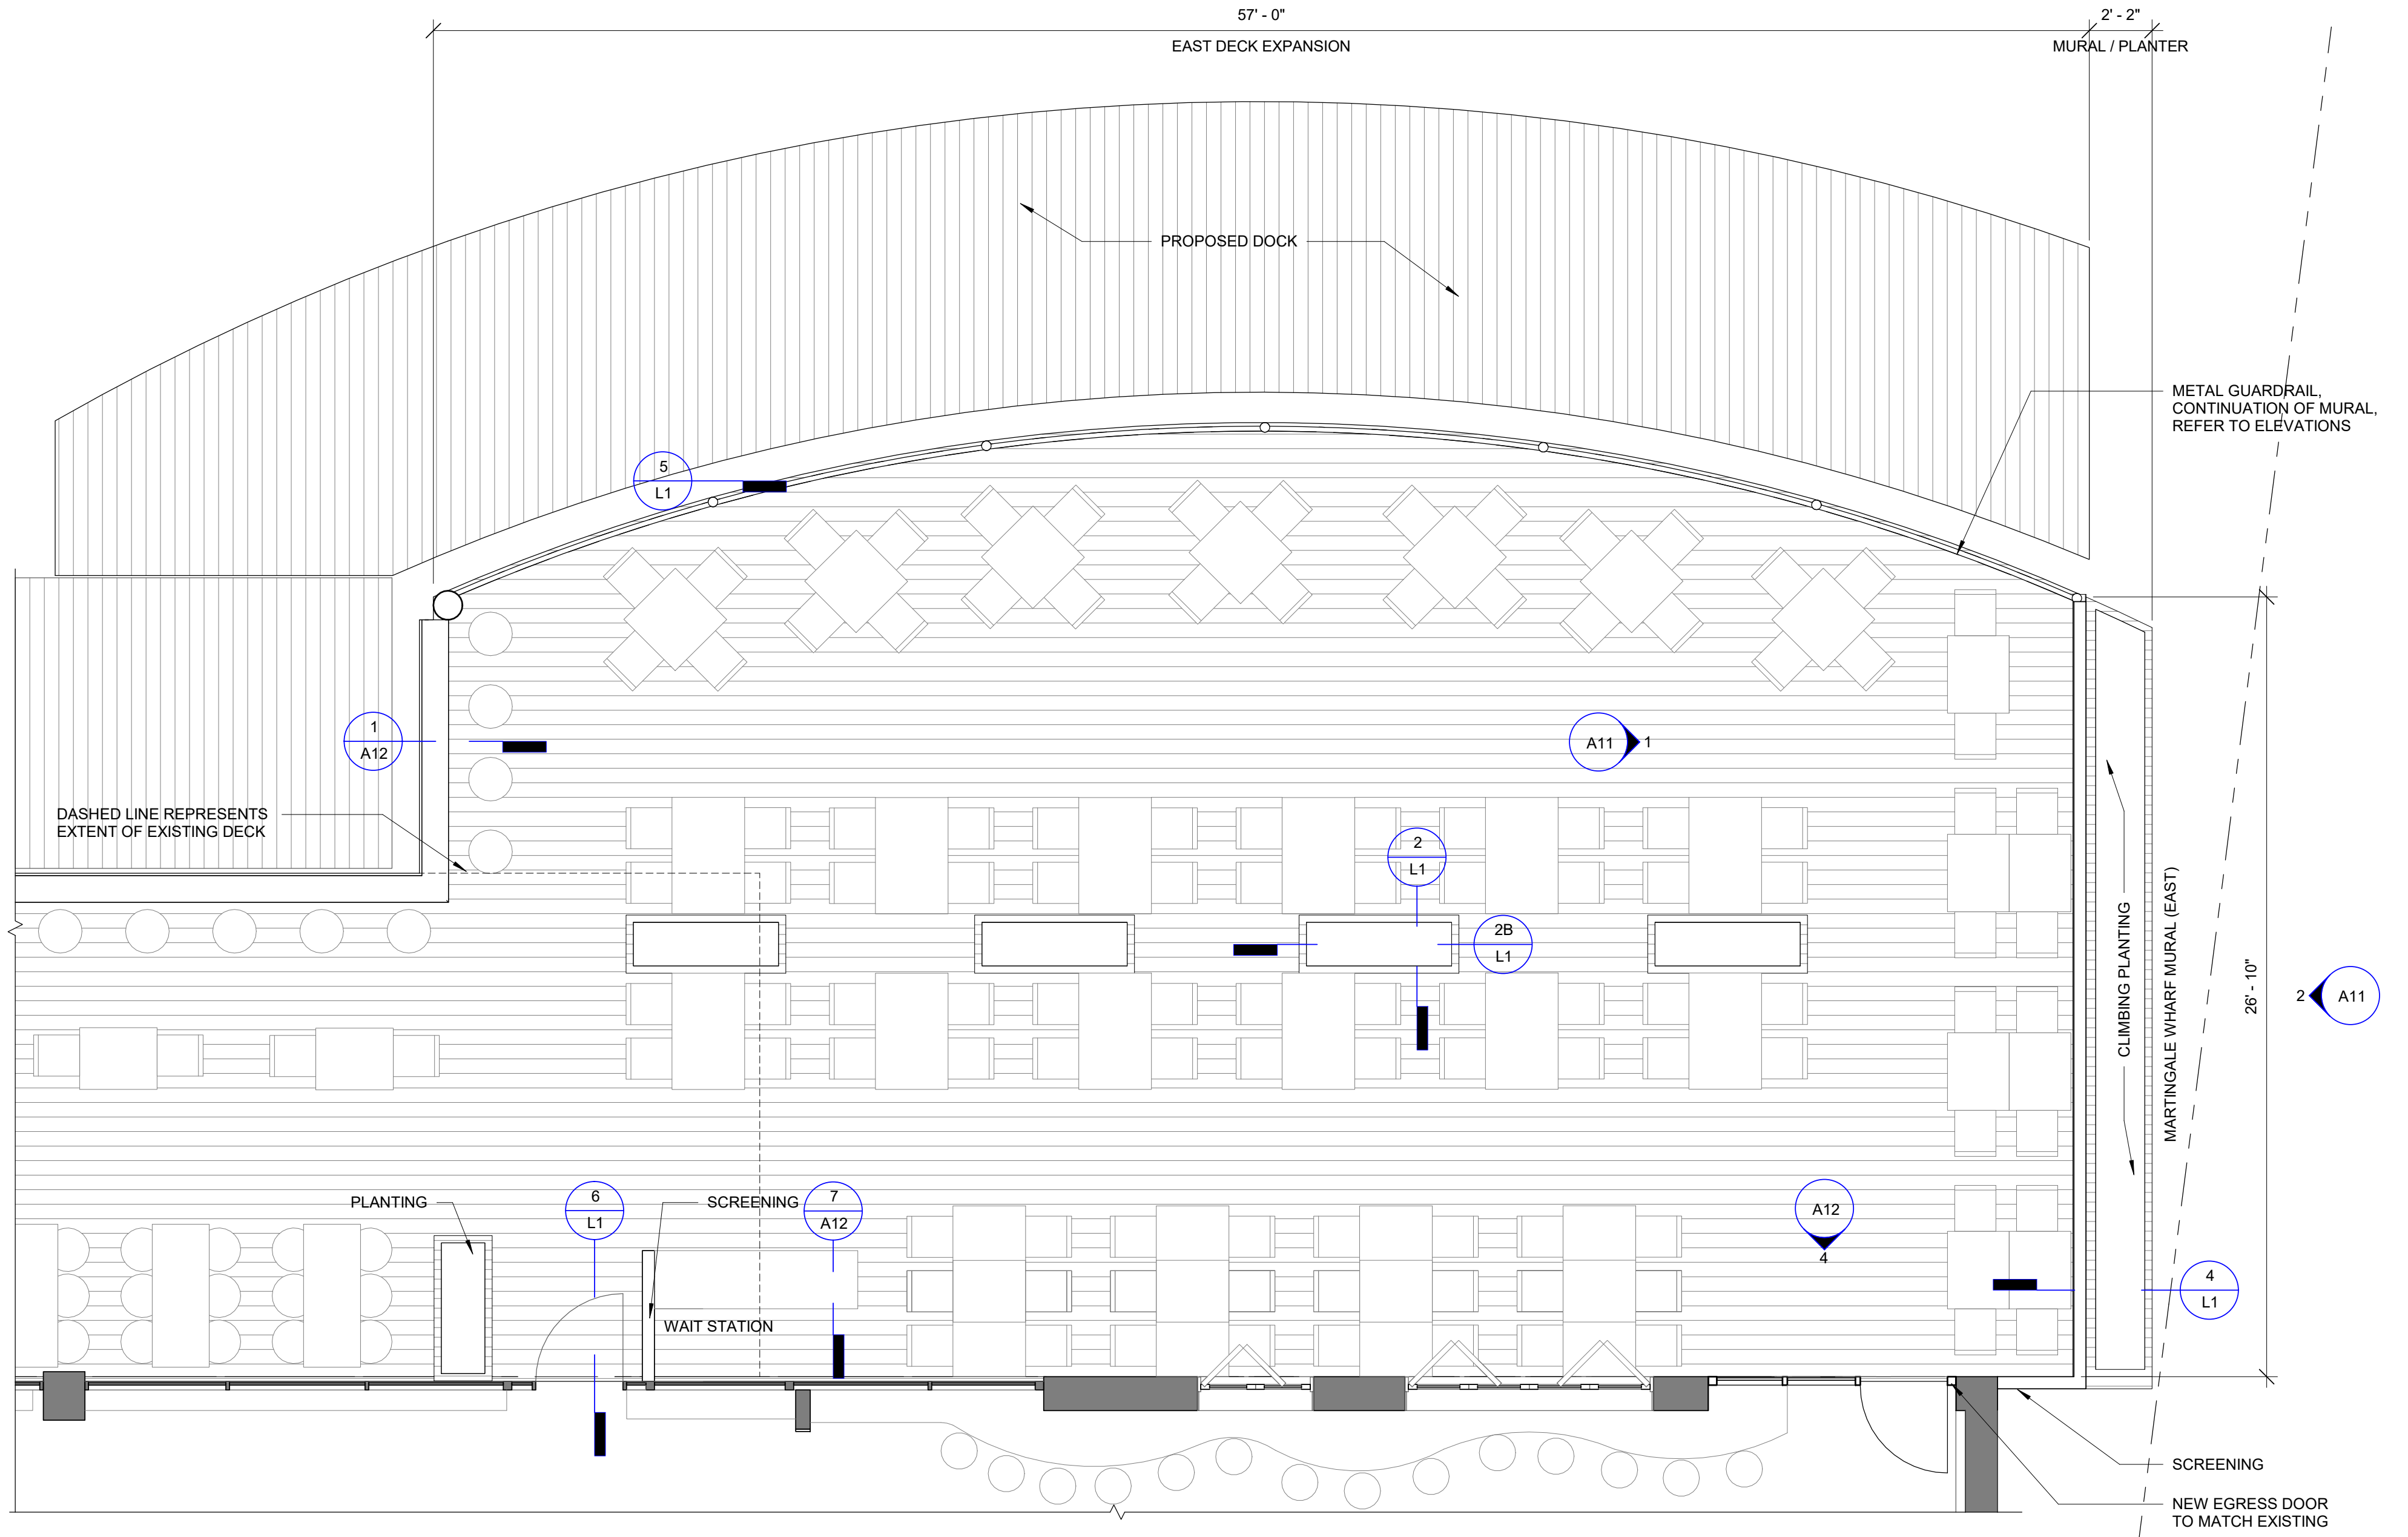 57' - 0"
2' - 2"
EAST DECK EXPANSION
MURAL / PLANTER
PROPOSED DOCK
METAL GUARDRAIL,
CONTINUATION OF MURAL,
REFER TO ELEVATIONS
5
L1
1
A12
A11
1
DASHED LINE REPRESENTS
EXTENT OF EXISTING DECK
2
L1
2B
L1
CLIMBING PLANTING
MARTINGALE WHARF MURAL (EAST)
26' - 10"
2
A11
PLANTING
6
L1
SCREENING
7
A12
A12
4
4
L1
WAIT STATION
SCREENING
NEW EGRESS DOOR
TO MATCH EXISTING